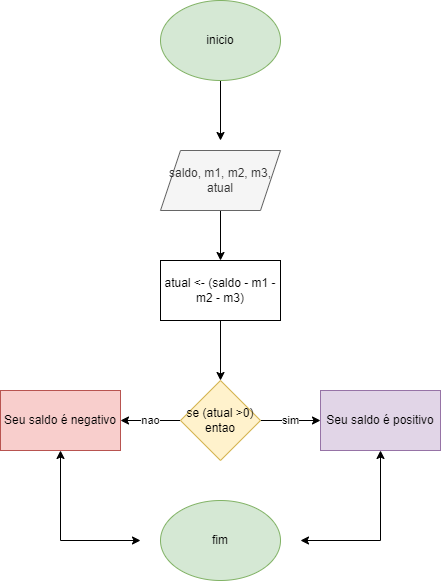 inicio
saldo, m1, m2, m3,
atual
atual <- (saldo - m1 -
m2 - m3)
se (atual >0)
entao
Seu saldo é negativo
nao
sim
Seu saldo é positivo
fim